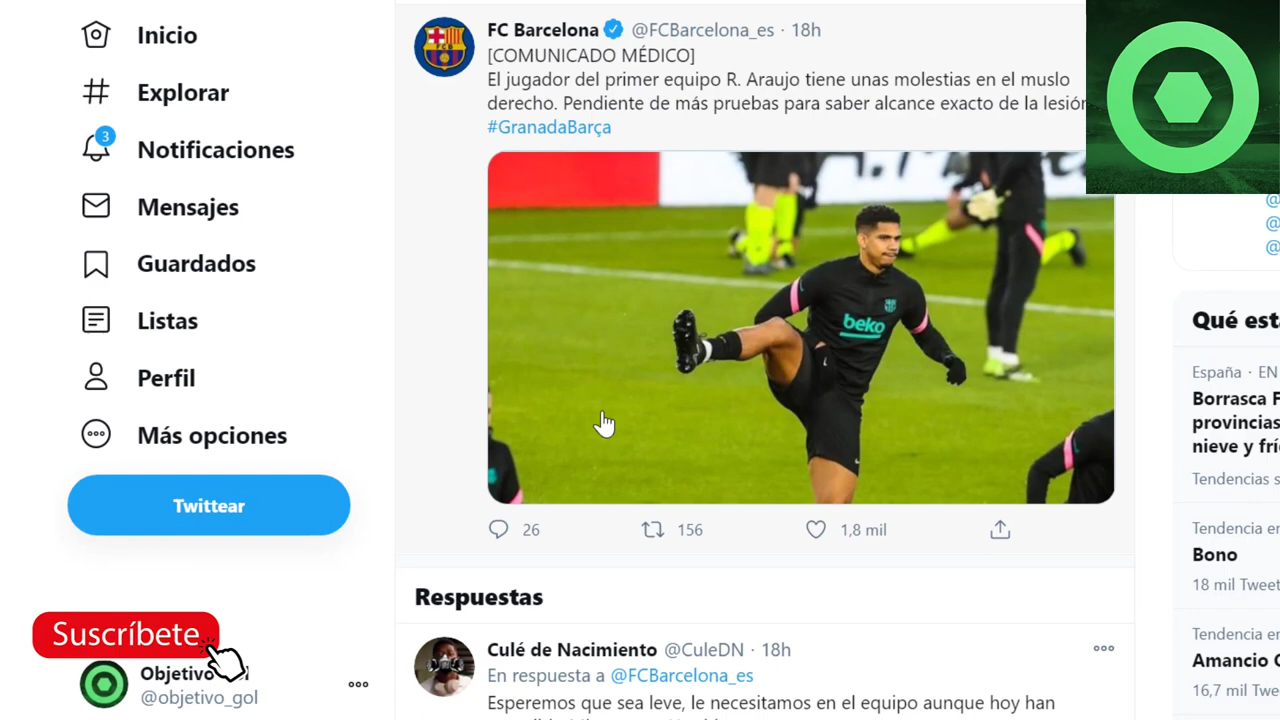 Inicio
Explorar
3
Notificaciones
Mensajes
Guardados
Listas
Perfil
Más opciones
Twittear
Suscríbete
Objetivo
@objetivo_gol
FC Barcelona @FCBarcelona_es · 18h
[COMUNICADO MÉDICO]
El jugador del primer equipo R. Araujo tiene unas molestias en el muslo
derecho. Pendiente de más pruebas para saber alcance exacto de la lesión
#GranadaBarça
beko
26 156 1,8 mil
Respuestas
Culé de Nacimiento @CuleDN · 18h
En respuesta a @FCBarcelona_es
Esperemos que sea leve, le necesitamos en el equipo aunque hoy han
@
@
@
Qué est
España · EN
Borrasca F
provincias
nieve y frí
Tendencias s
Tendencia en
Bono
18 mil Tweet
Tendencia en
Amancio O
16,7 mil Twe